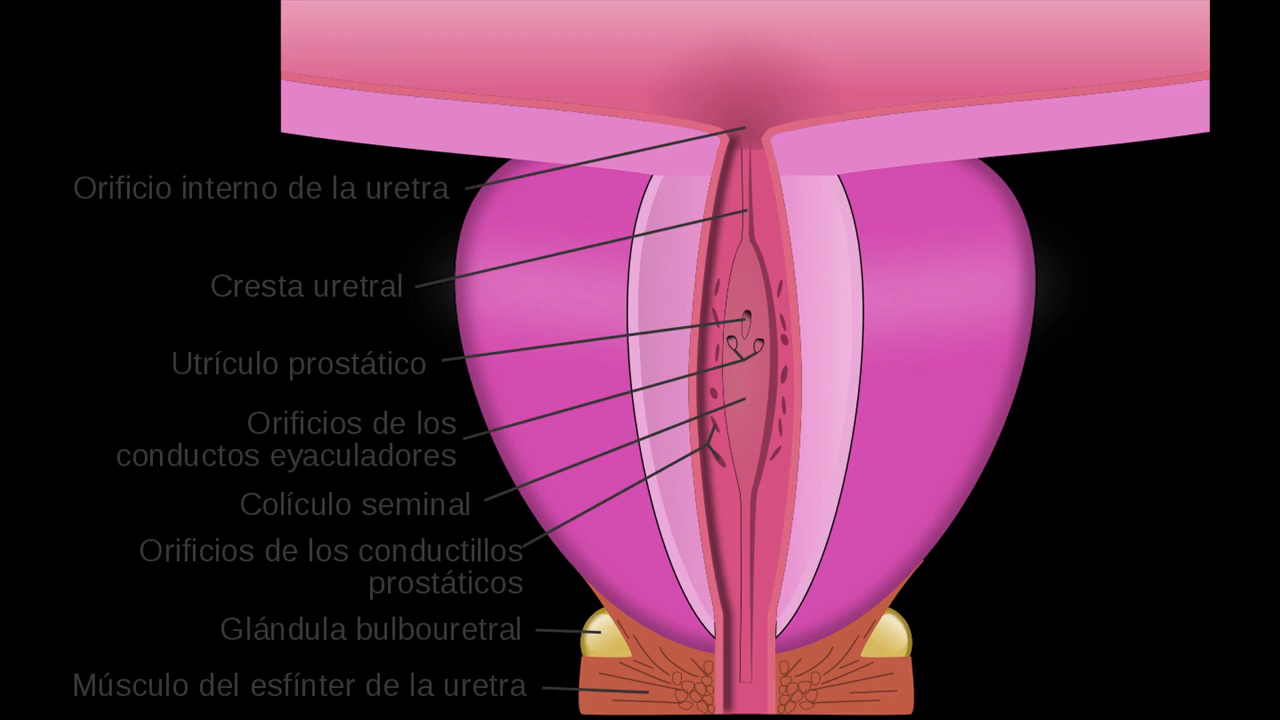 Orificio interno de la uretra
Cresta uretral
Utrículo prostático
Orificios de los
conductos eyaculadores
Colículo seminal
Orificios de los conductillos
prostáticos
Glándula bulbouretral
Músculo del esfínter de la uretra